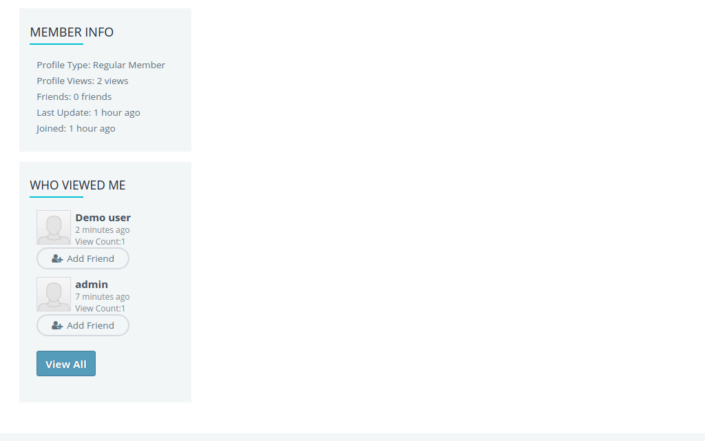 MEMBER INFO
Profile Type: Regular Member
Profile Views: 2 views
Friends: 0 friends
Last Update: 1 hour ago
Joined: 1 hour ago
WHO VIEWED ME
Demo user
2 minutes ago
View Count:1
Add Friend
admin
7 minutes ago
View Count:1
Add Friend
View All